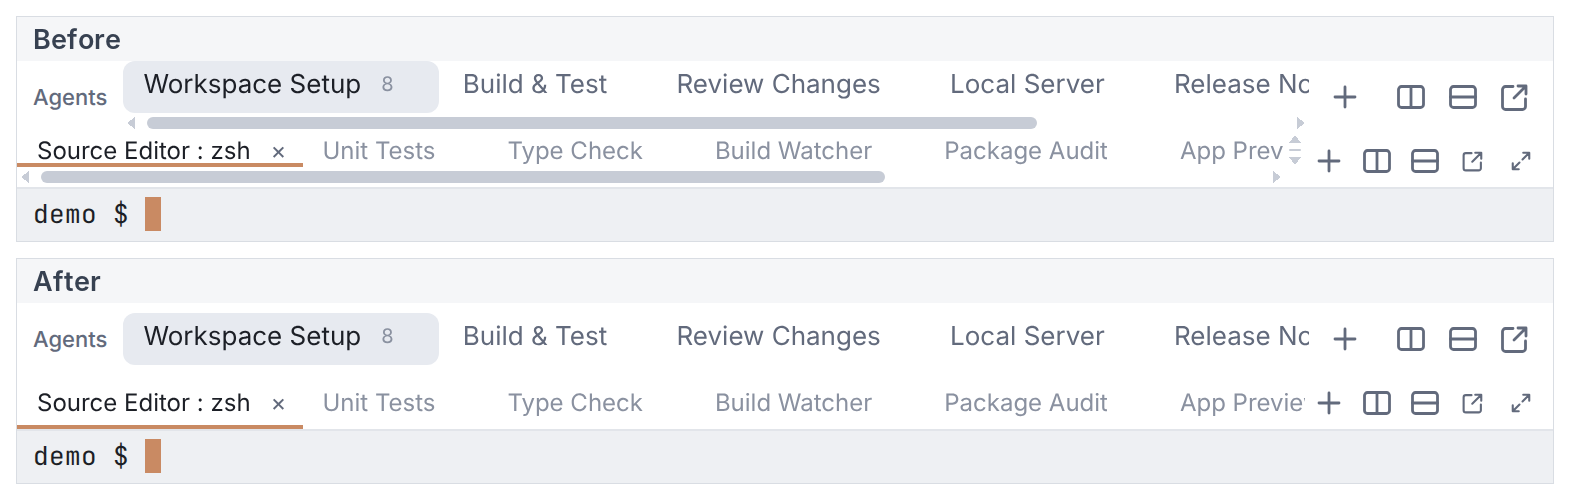 Before
Agents Workspace Setup 8 Build & Test Review Changes Local Server Release No
Source Editor : zsh × Unit Tests Type Check Build Watcher Package Audit App Prev
demo $
After
Agents Workspace Setup 8 Build & Test Review Changes Local Server Release No
Source Editor : zsh × Unit Tests Type Check Build Watcher Package Audit App Previe
demo $